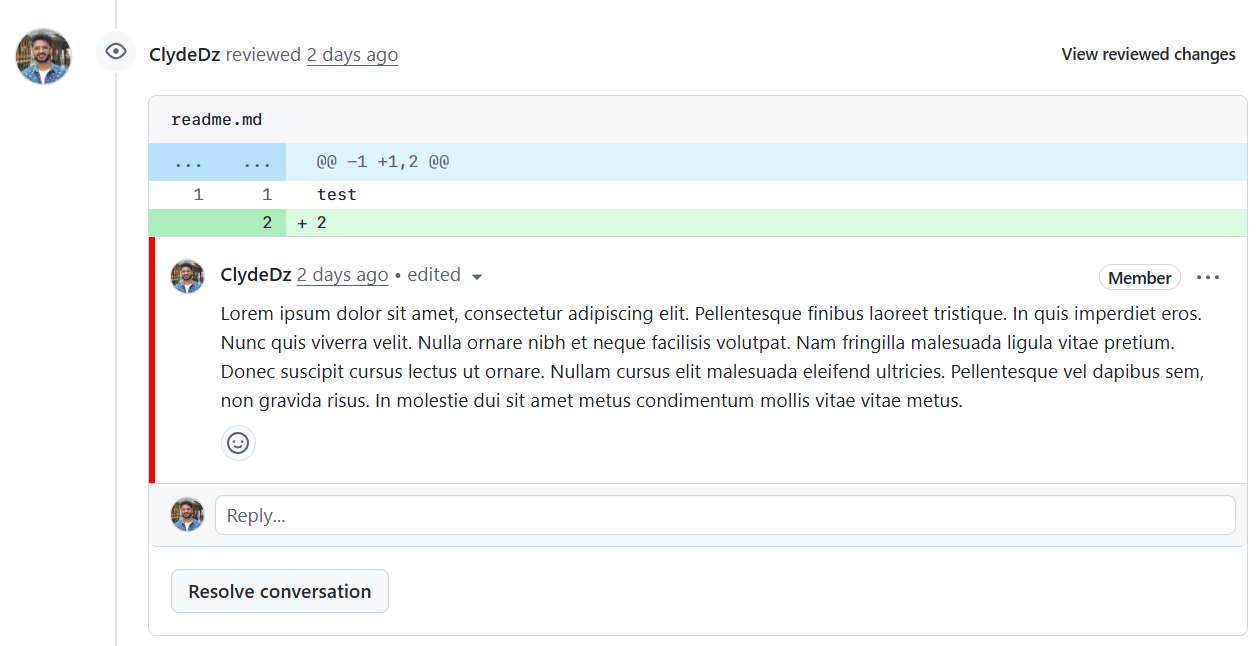 ClydeDz reviewed 2 days ago
View reviewed changes
readme.md
... ... @@ −1 +1,2 @@
1 1 test
2 + 2
ClydeDz 2 days ago • edited
Member ...
Lorem ipsum dolor sit amet, consectetur adipiscing elit. Pellentesque finibus laoreet tristique. In quis imperdiet eros.
Nunc quis viverra velit. Nulla ornare nibh et neque facilisis volutpat. Nam fringilla malesuada ligula vitae pretium.
Donec suscipit cursus lectus ut ornare. Nullam cursus elit malesuada eleifend ultricies. Pellentesque vel dapibus sem,
non gravida risus. In molestie dui sit amet metus condimentum mollis vitae vitae metus.
Reply...
Resolve conversation